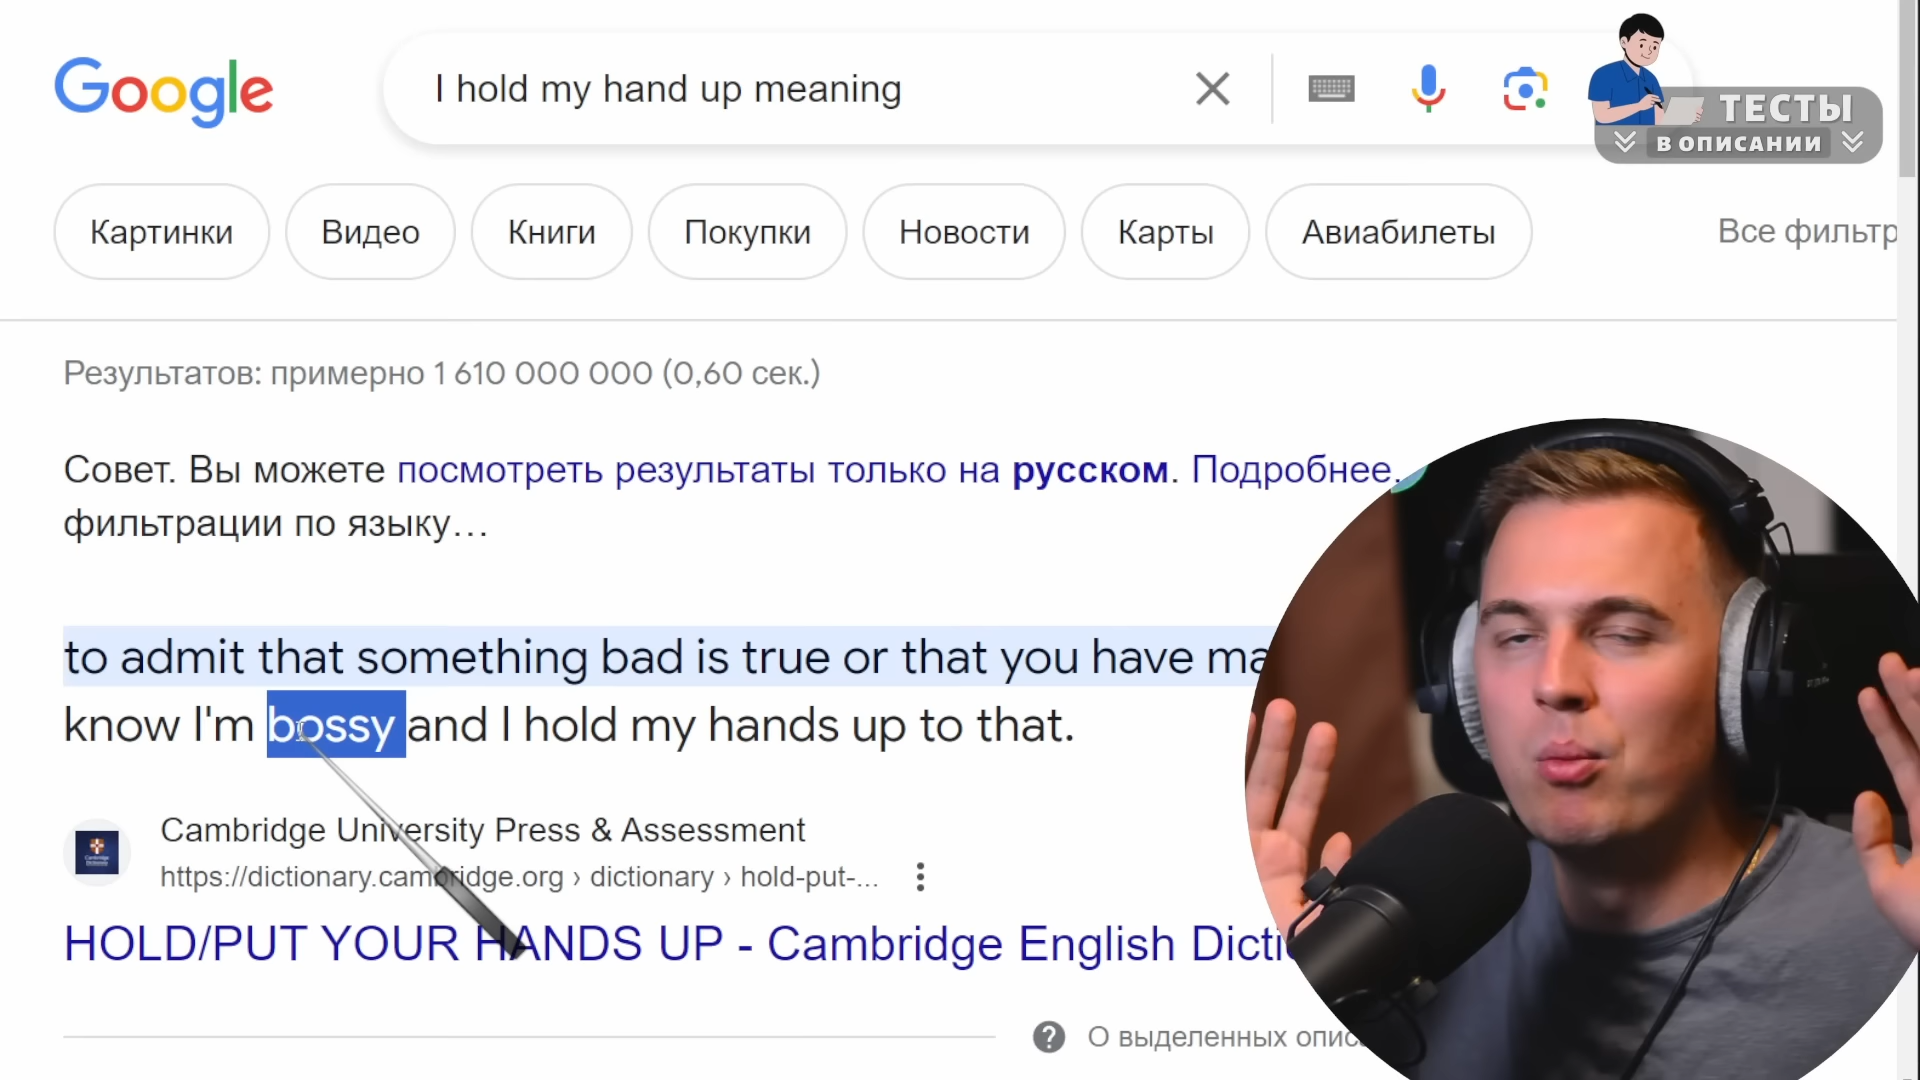 Google
I hold my hand up meaning
ТЕСТЫ
В ОПИСАНИИ
Картинки
Видео
Книги
Покупки
Новости
Карты
Авиабилеты
Все фильтр
Результатов: примерно 1 610 000 000 (0,60 сек.)
Совет. Вы можете посмотреть результаты только на русском. Подробнее.
фильтрации по языку…
to admit that something bad is true or that you have
know I'm bossy and I hold my hands up to that.
Cambridge University Press & Assessment
https://dictionary.cambridge.org › dictionary › hold-put-...
HOLD/PUT YOUR HANDS UP - Cambridge English
О выделенных